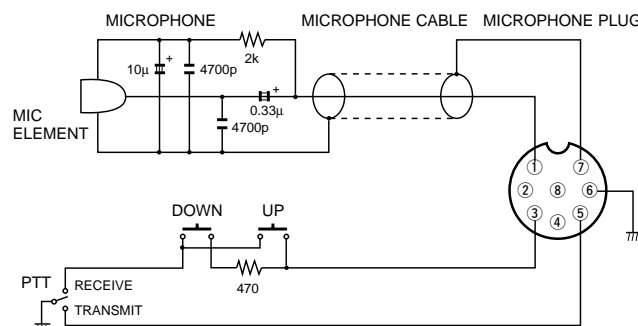 MICROPHONE MICROPHONE CABLE MICROPHONE PLUG
2k
10μ + 4700p
+
0.33μ
MIC
ELEMENT
4700p
1 7
2 8 6
3 4 5
DOWN UP
470
PTT RECEIVE
TRANSMIT